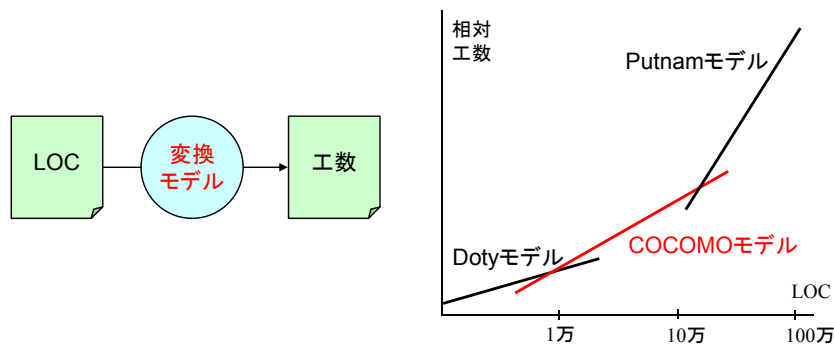 LOC
変換
モデル
工数
相対
工数
Putnamモデル
COCOMOモデル
Dotyモデル
LOC
1万
10万
100万